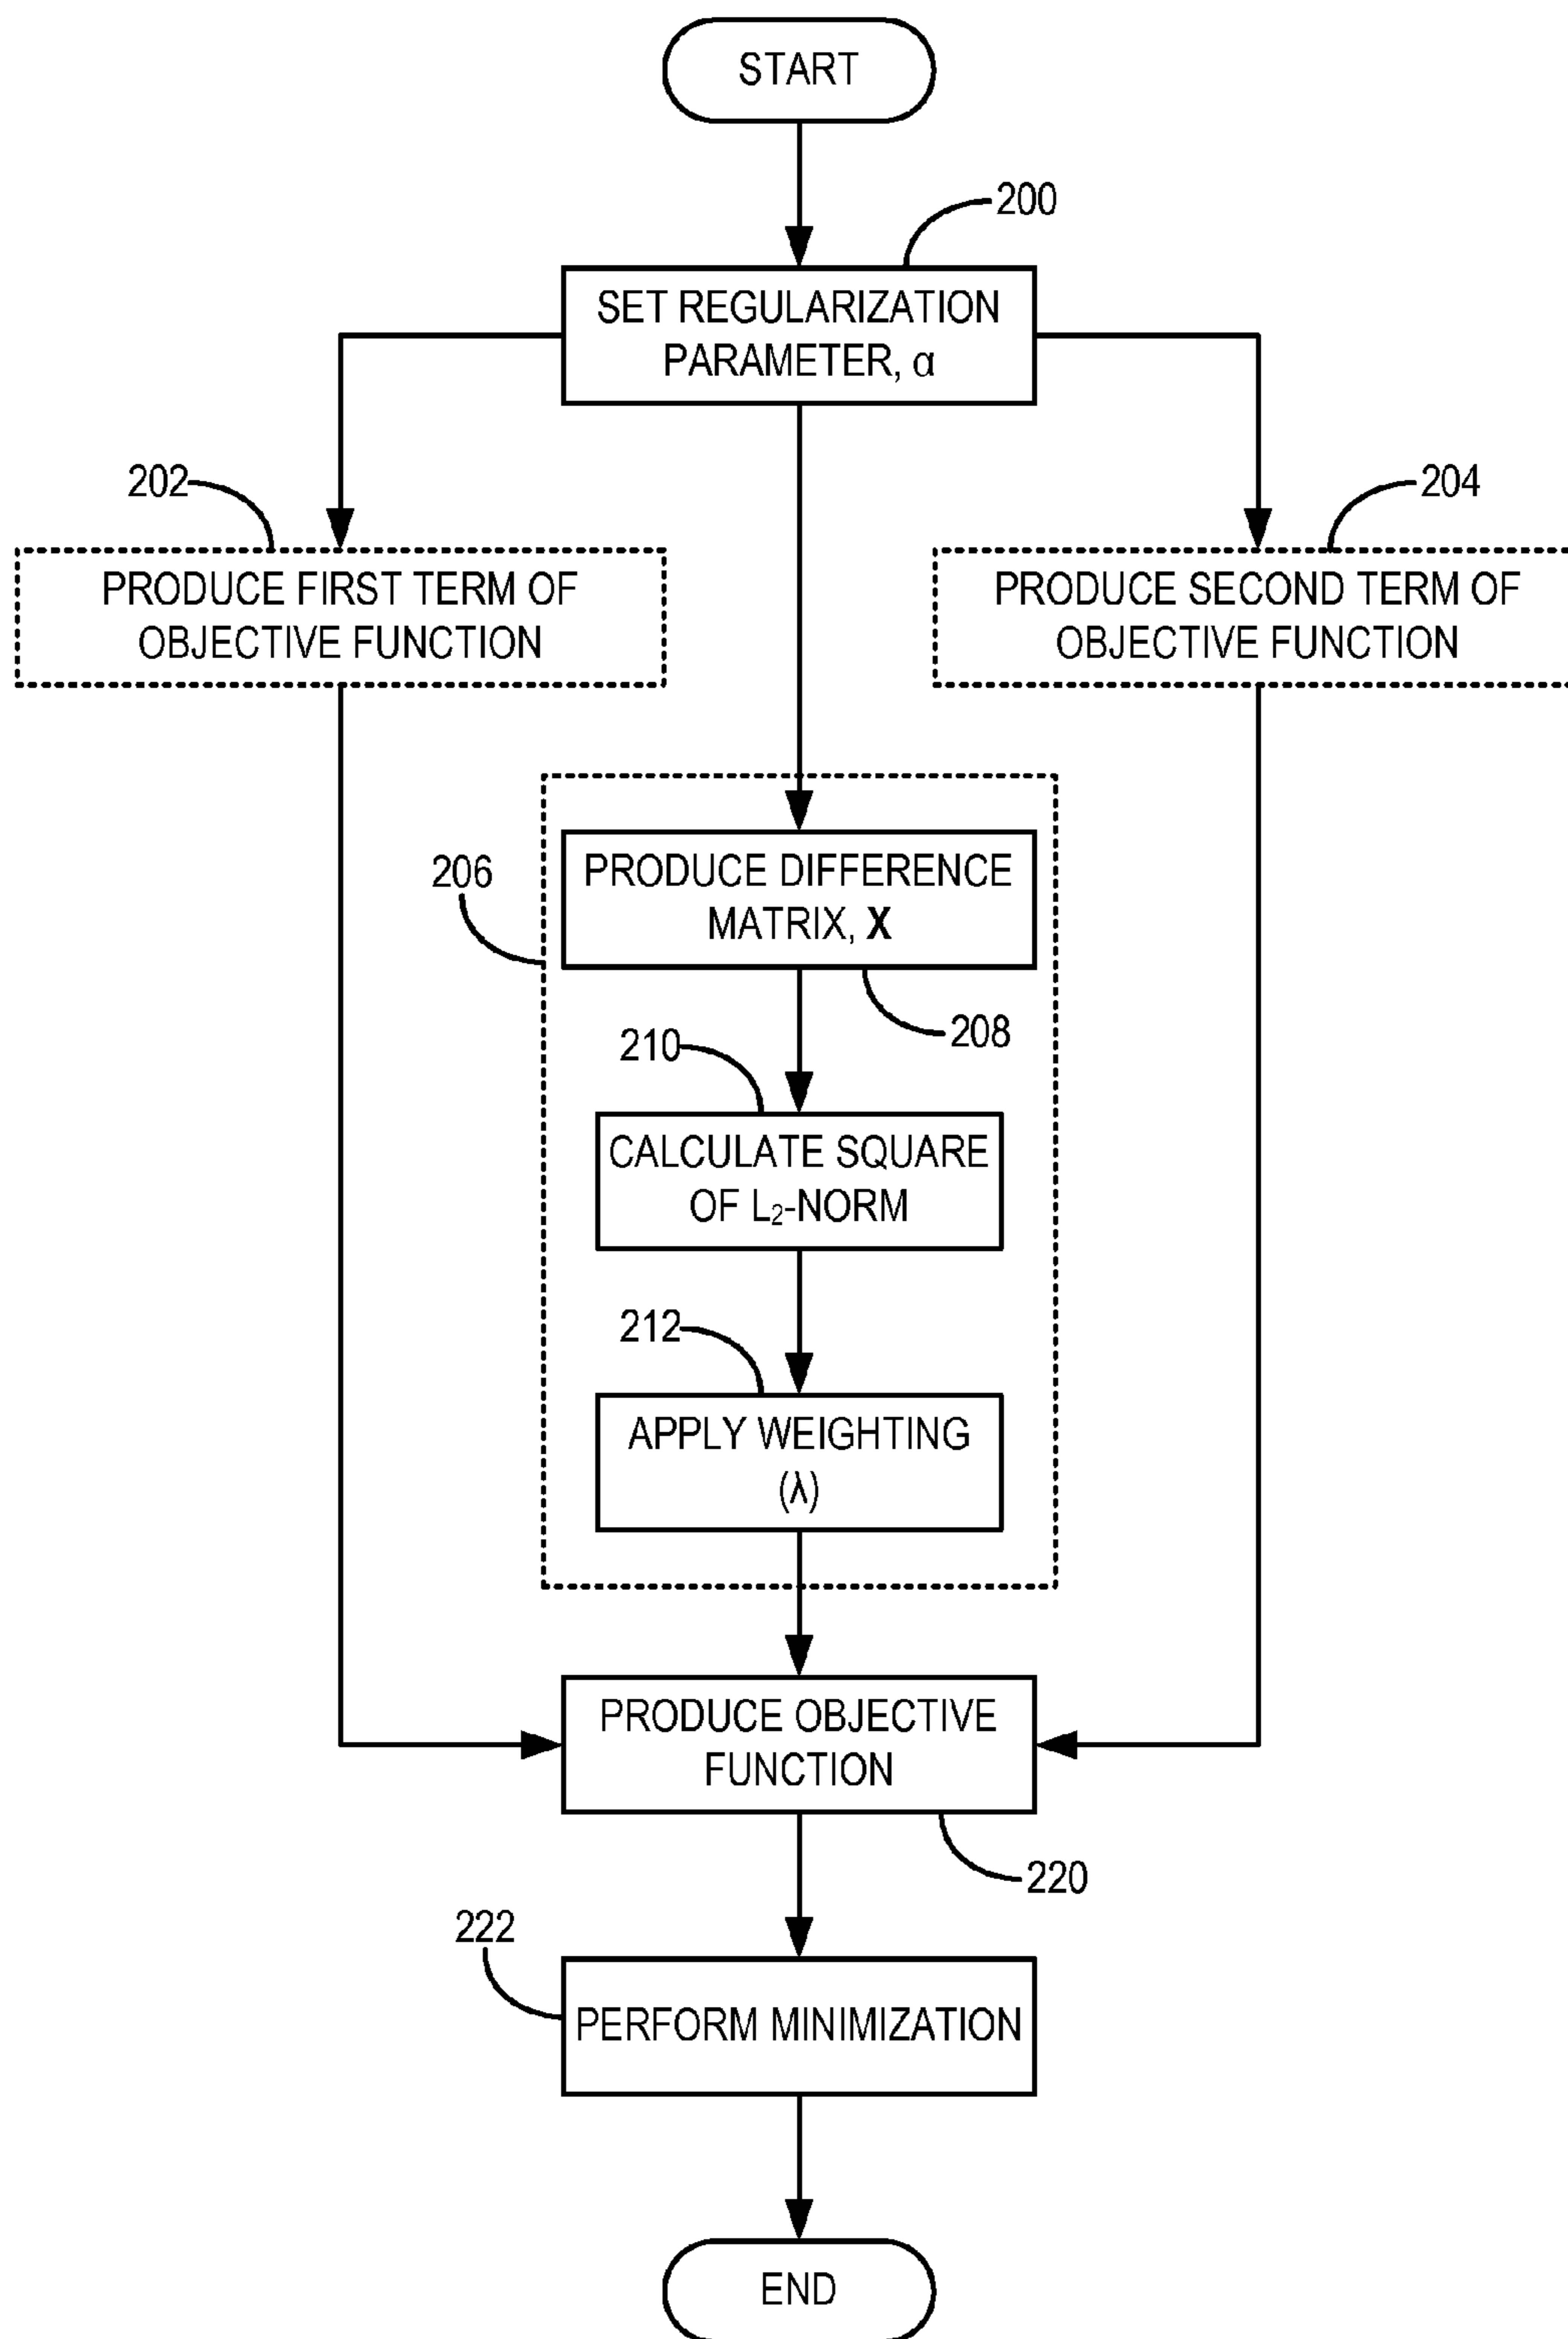 START
200
SET REGULARIZATION
PARAMETER, α
202
204
PRODUCE FIRST TERM OF
OBJECTIVE FUNCTION
PRODUCE SECOND TERM OF
OBJECTIVE FUNCTION
206
PRODUCE DIFFERENCE
MATRIX, X
208
210
CALCULATE SQUARE
OF L₂-NORM
212
APPLY WEIGHTING
(λ)
PRODUCE OBJECTIVE
FUNCTION
220
222
PERFORM MINIMIZATION
END